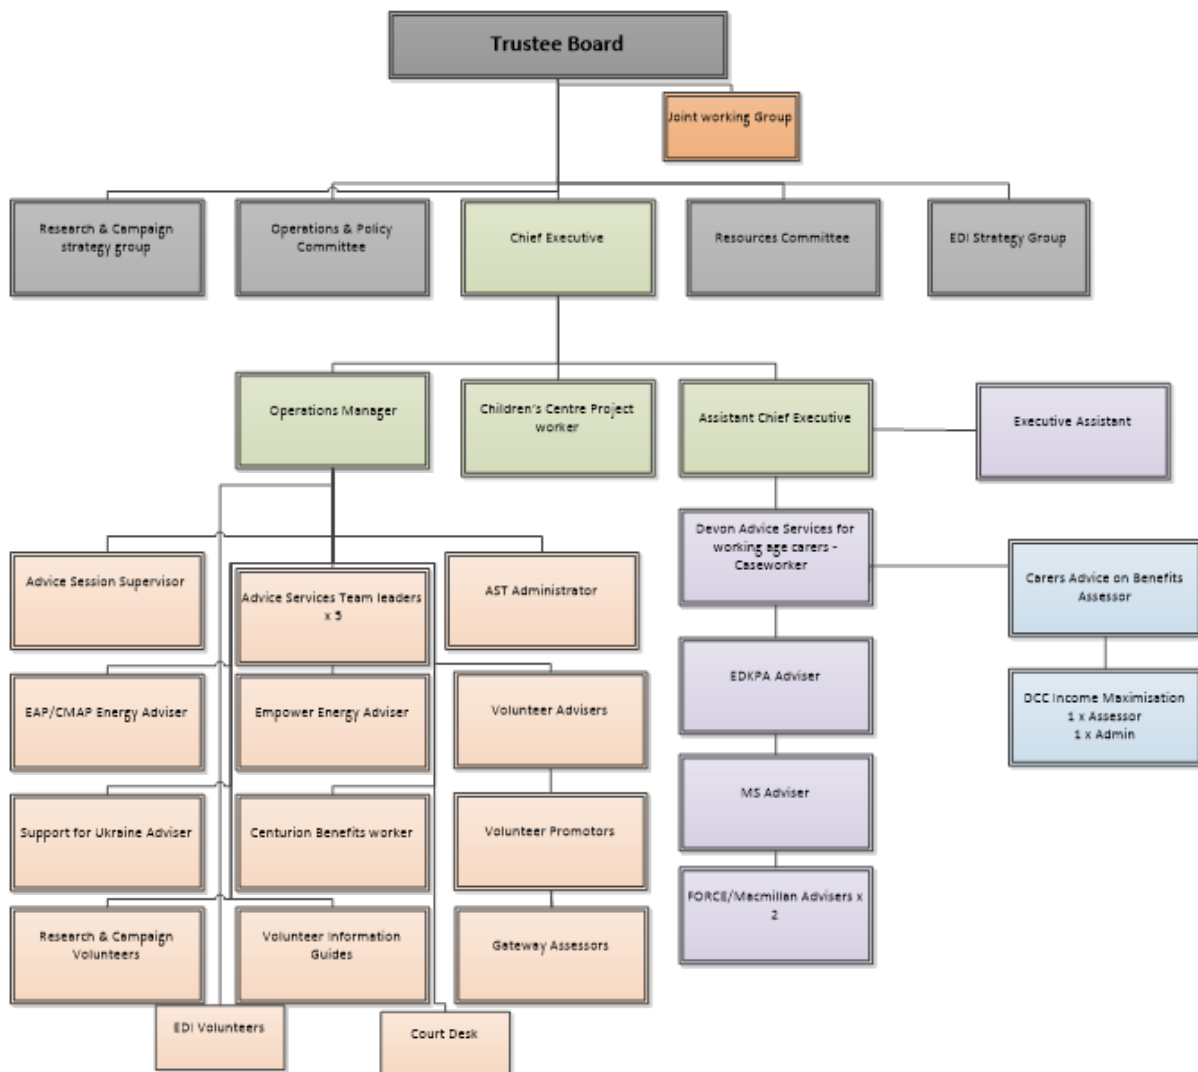 Trustee Board
Joint working Group
Research & Campaign
strategy group
Operations & Policy
Committee
Chief Executive
Resources Committee
EDI Strategy Group
Operations Manager
Children's Centre Project
worker
Assistant Chief Executive
Executive Assistant
Devon Advice Services for
working age carers -
Caseworker
Carers Advice on Benefits
Assessor
Advice Session Supervisor
Advice Services Team leaders
x 5
AST Administrator
EDKPA Adviser
DCC Income Maximisation
1 x Assessor
1 x Admin
EAP/CMAP Energy Adviser
Empower Energy Adviser
Volunteer Advisers
MS Adviser
Support for Ukraine Adviser
Centurion Benefits worker
Volunteer Promotors
FORCE/Macmillan Advisers x
2
Research & Campaign
Volunteers
Volunteer Information
Guides
Gateway Assessors
EDI Volunteers
Court Desk